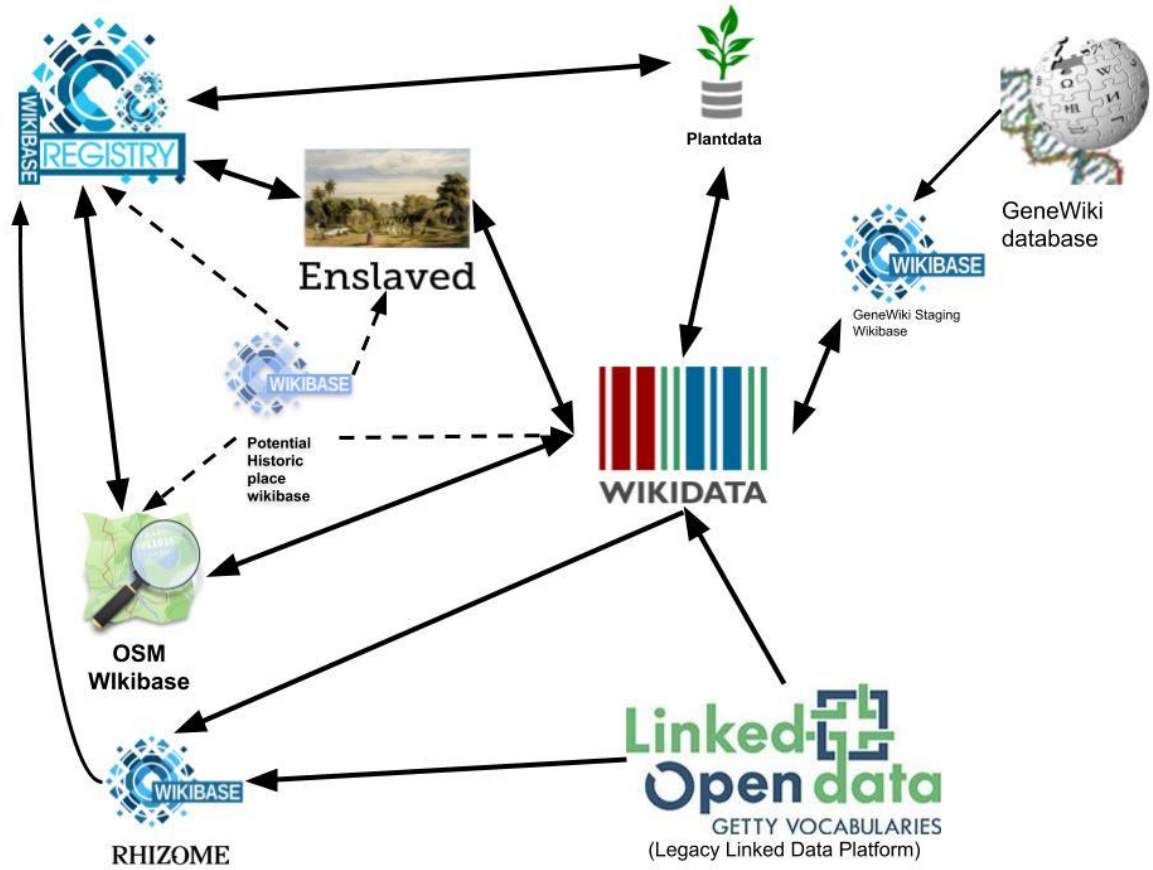 WIKIBASE
REGISTRY
Plantdata
GeneWiki
database
WIKIBASE
GeneWiki Staging
Wikibase
Enslaved
WIKIBASE
Potential
Historic
place
wikibase
WIKIDATA
OSM
WIkibase
WIKIBASE
RHIZOME
Linked
Open data
GETTY VOCABULARIES
(Legacy Linked Data Platform)